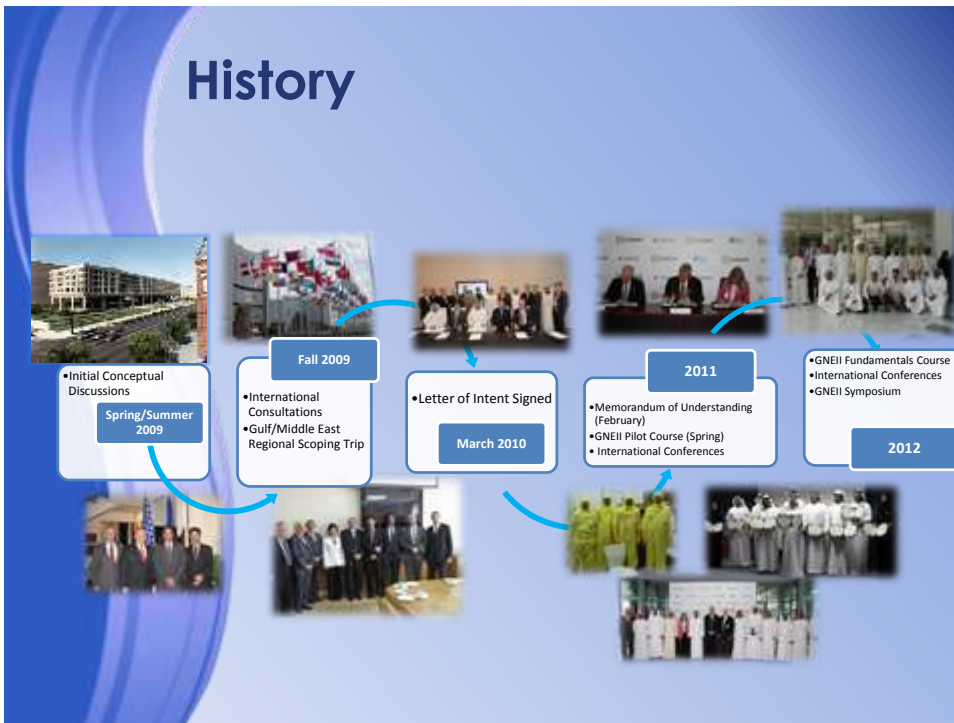 History
•Initial Conceptual
Discussions
Spring/Summer
2009
Fall 2009
•International
Consultations
•Gulf/Middle East
Regional Scoping Trip
•Letter of Intent Signed
March 2010
2011
•Memorandum of Understanding
(February)
•GNEII Pilot Course (Spring)
• International Conferences
•GNEII Fundamentals Course
•International Conferences
•GNEII Symposium
2012